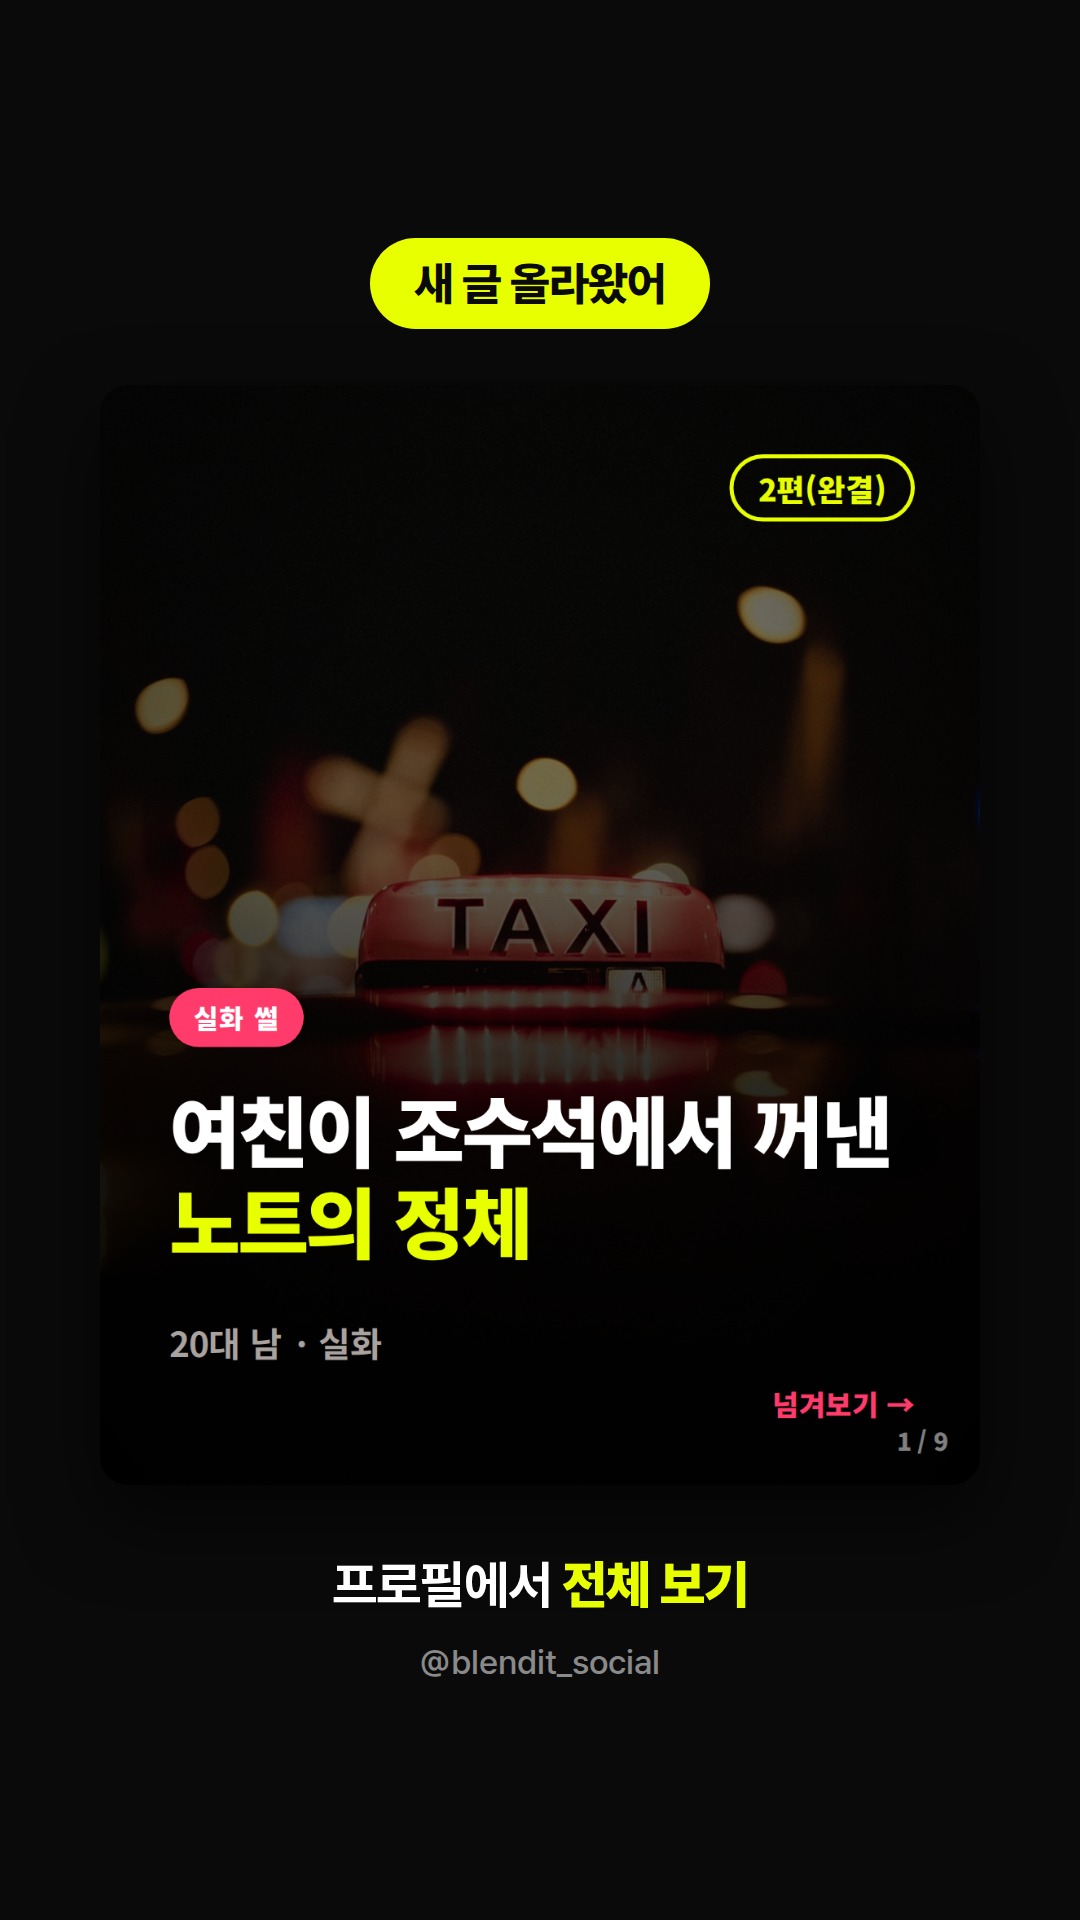 새 글 올라왔어
2편(완결)
TAXI
A
실화 썰
여친이 조수석에서 꺼낸
노트의 정체
20대 남 · 실화
넘겨보기 →
1 / 9
프로필에서 전체 보기
@blendit_social